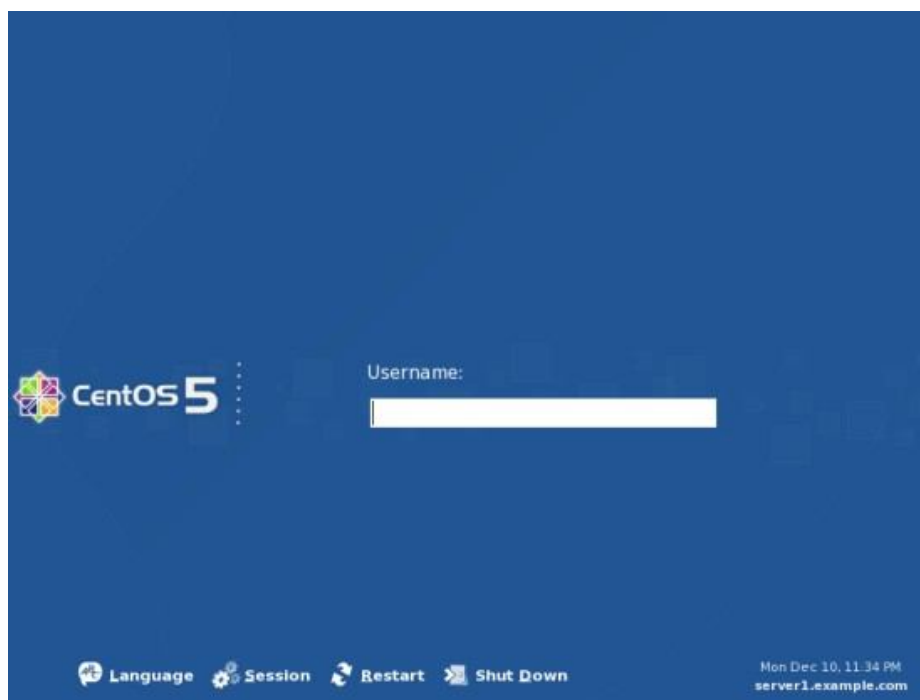 Username:
CentOS 5
Language Session Restart Shut Down
Mon Dec 10, 11:34 PM
server1.example.com